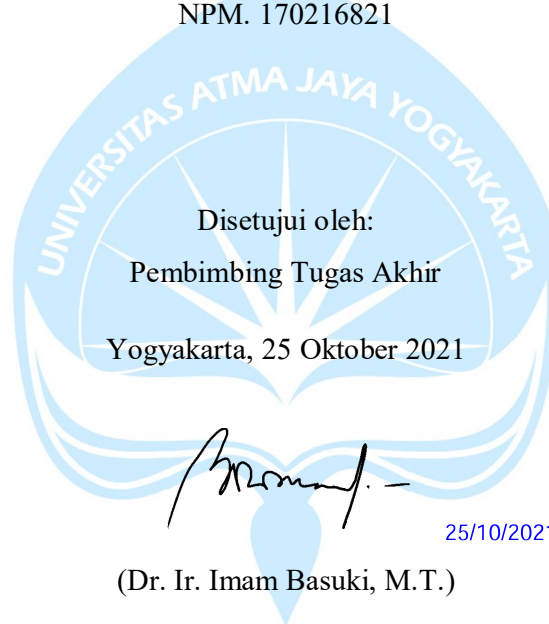 NPM. 170216821
UNIVERSITAS ATMA JAYA YOGYAKARTA
Disetujui oleh:
Pembimbing Tugas Akhir
Yogyakarta, 25 Oktober 2021
25/10/2021
(Dr. Ir. Imam Basuki, M.T.)